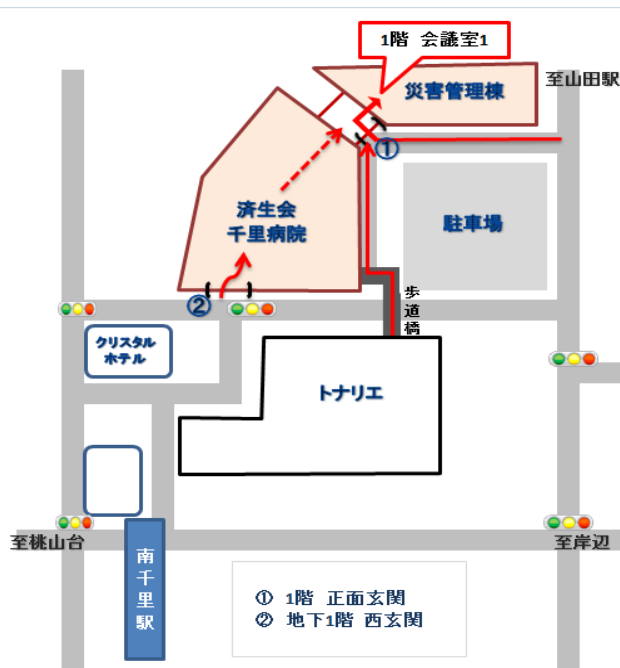 1階 会議室1
災害管理棟
至山田駅
①
済生会
千里病院
駐車場
②
歩道橋
クリスタル
ホテル
トナリエ
至桃山台
至岸辺
南千里駅
① 1階 正面玄関
② 地下1階 西玄関